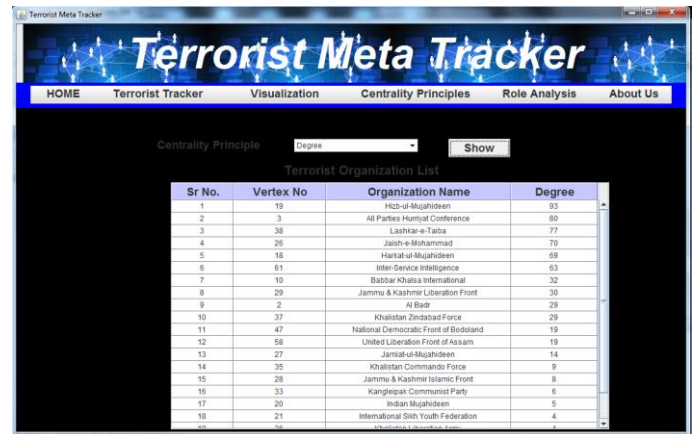 Terrorist Meta Tracker
Terrorist Meta Tracker
HOME Terrorist Tracker Visualization Centrality Principles Role Analysis About Us
Centrality Principle Degree Show
Terrorist Organization List
Sr No. Vertex No Organization Name Degree
1 19 Hizb-ul-Mujahideen 93
2 3 All Parties Hurriyat Conference 80
3 38 Lashkar-e-Taiba 77
4 26 Jaish-e-Mohammad 70
5 18 Harkat-ul-Mujahideen 69
6 61 Inter-Service Intelligence 63
7 10 Babbar Khalsa International 32
8 29 Jammu & Kashmir Liberation Front 30
9 2 Al Badr 29
10 37 Khalistan Zindabad Force 29
11 47 National Democratic Front of Bodoland 19
12 58 United Liberation Front of Assam 19
13 27 Jamiat-ul-Mujahideen 14
14 35 Khalistan Commando Force 9
15 28 Jammu & Kashmir Islamic Front 8
16 33 Kangleipak Communist Party 6
17 20 Indian Mujahideen 5
18 21 International Sikh Youth Federation 4
Khalistan Liberation Army